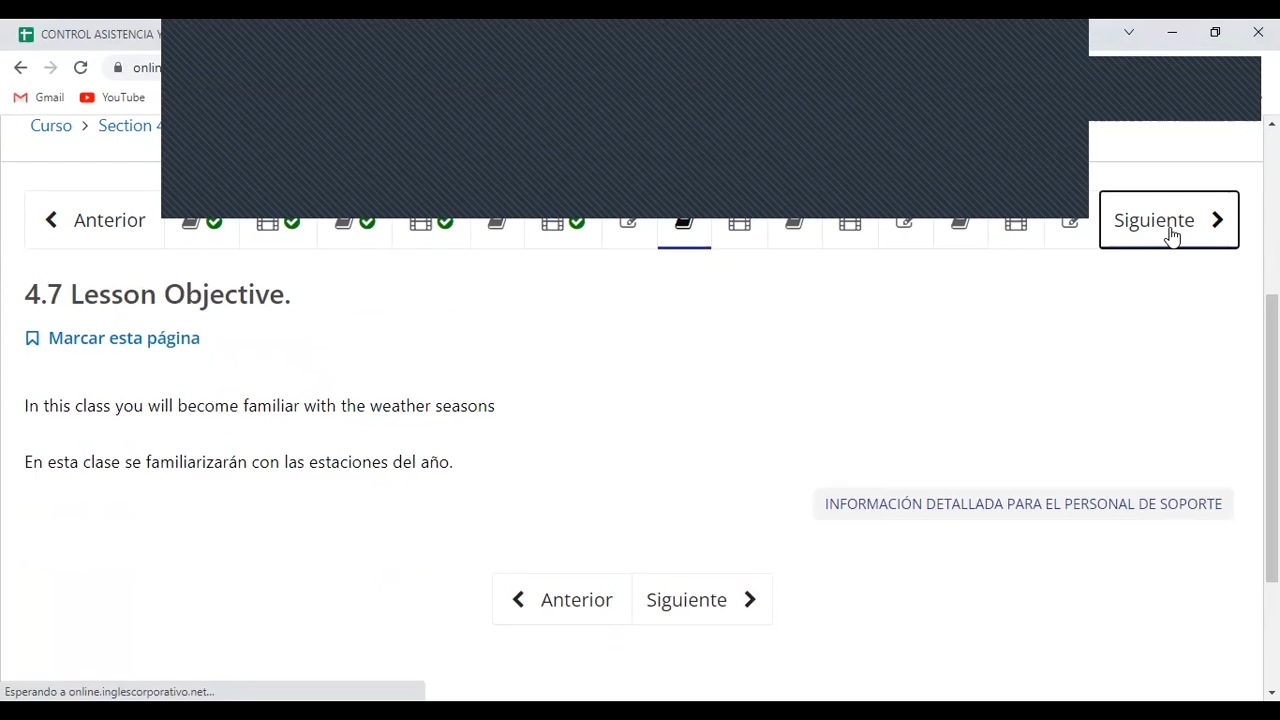 CONTROL ASISTENCIA Y
onlin
Gmail YouTube
Curso > Section 4
Anterior
Siguiente
4.7 Lesson Objective.
Marcar esta página
In this class you will become familiar with the weather seasons
En esta clase se familiarizarán con las estaciones del año.
INFORMACIÓN DETALLADA PARA EL PERSONAL DE SOPORTE
Anterior Siguiente
Esperando a online.inglescorporativo.net...